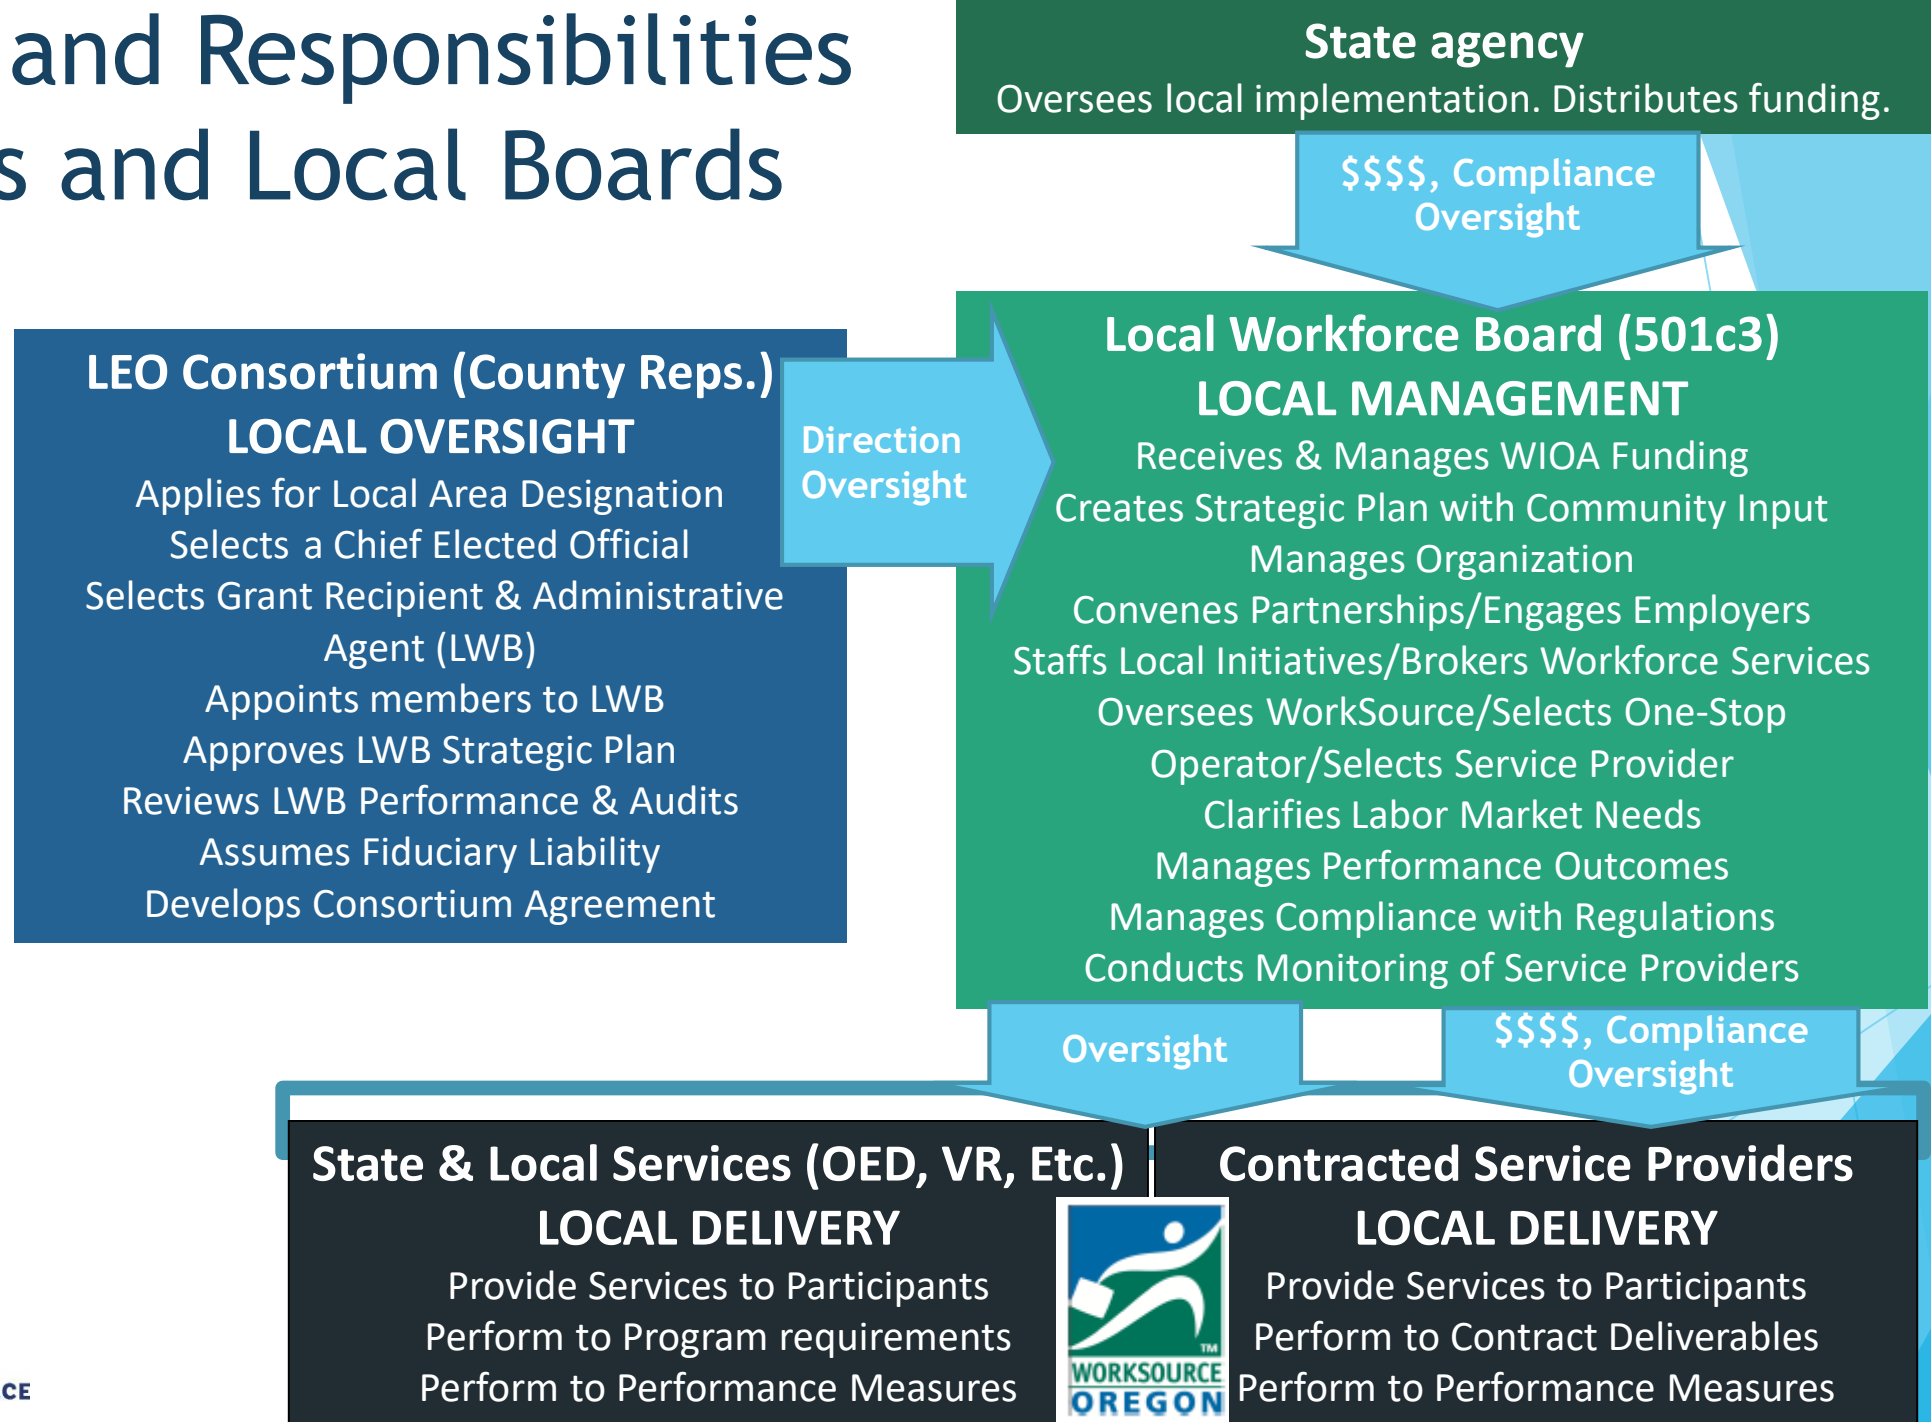 and Responsibilities
s and Local Boards
State agency
Oversees local implementation. Distributes funding.
$$$$, Compliance
Oversight
LEO Consortium (County Reps.)
LOCAL OVERSIGHT
Applies for Local Area Designation
Selects a Chief Elected Official
Selects Grant Recipient & Administrative
Agent (LWB)
Appoints members to LWB
Approves LWB Strategic Plan
Reviews LWB Performance & Audits
Assumes Fiduciary Liability
Develops Consortium Agreement
Direction
Oversight
Local Workforce Board (501c3)
LOCAL MANAGEMENT
Receives & Manages WIOA Funding
Creates Strategic Plan with Community Input
Manages Organization
Convenes Partnerships/Engages Employers
Staffs Local Initiatives/Brokers Workforce Services
Oversees WorkSource/Selects One-Stop
Operator/Selects Service Provider
Clarifies Labor Market Needs
Manages Performance Outcomes
Manages Compliance with Regulations
Conducts Monitoring of Service Providers
Oversight
$$$$, Compliance
Oversight
State & Local Services (OED, VR, Etc.)
LOCAL DELIVERY
Provide Services to Participants
Perform to Program requirements
Perform to Performance Measures
TM
WORKSOURCE
OREGON
Contracted Service Providers
LOCAL DELIVERY
Provide Services to Participants
Perform to Contract Deliverables
Perform to Performance Measures
CE